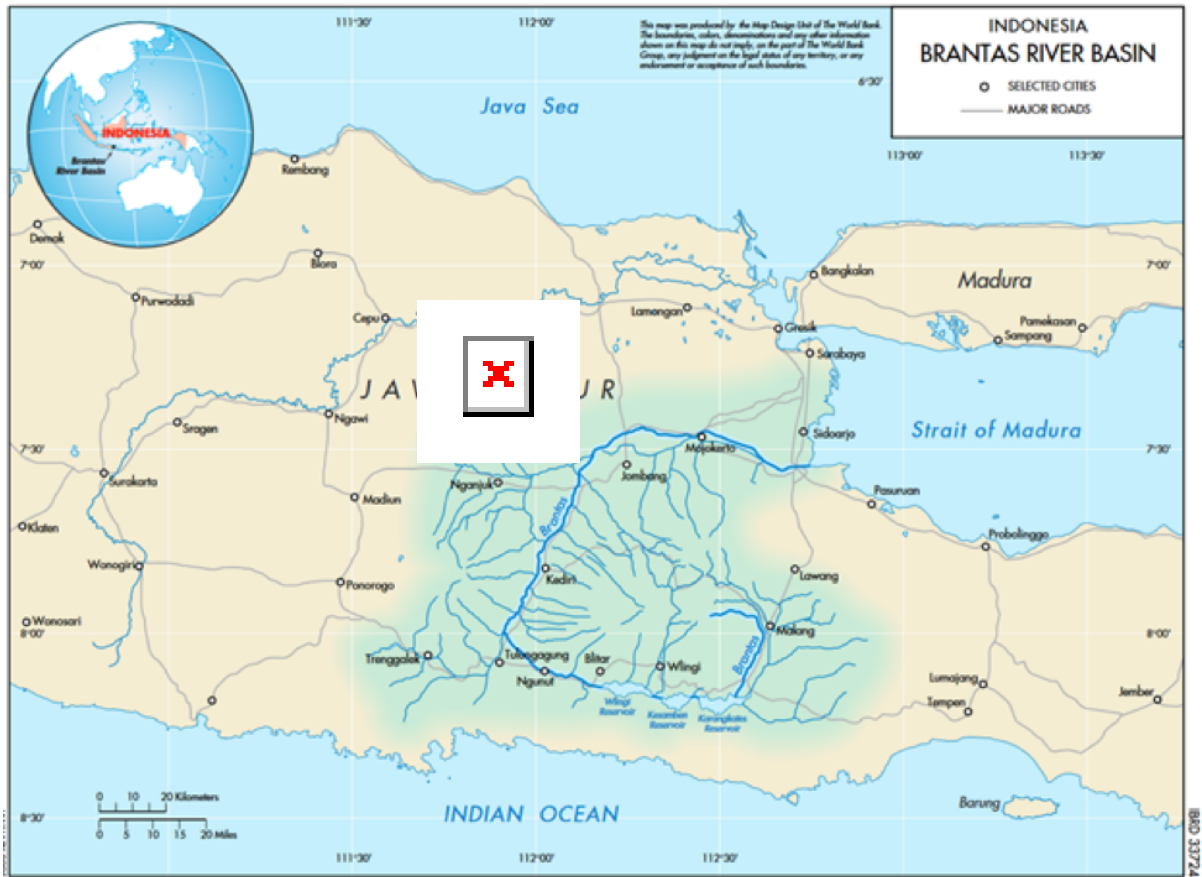 111°30'
112°00'
This map was produced by the Map Design Unit of The World Bank.
The boundaries, colors, denominations and any other information
shown on this map do not imply, on the part of The World Bank
Group, any judgment on the legal status of any territory, or any
endorsement or acceptance of such boundaries.
INDONESIA
BRANTAS RIVER BASIN
SELECTED CITIES
MAJOR ROADS
6°30'
Java Sea
INDONESIA
Brantas
River Basin
113°00'
113°30'
Rembang
Demak
Blora
7°00'
7°00'
Bangkalan
Madura
Purwodadi
Cepu
Lamongan
Gresik
Pamekasan
Sampang
Surabaya
JA
UR
Ngawi
Sragen
Sidoarjo
Strait of Madura
Mojokerto
7°30'
7°30'
Jombang
Surakarta
Nganjuk
Madiun
Pasuruan
Klaten
Brantas
Probolinggo
Wonogiri
Kediri
Lawang
Ponorogo
Wonosari
Malang
8°00'
8°00'
Trenggalek
Tulungagung
Blitar
Wlingi
Brantas
Ngunut
Lumajang
Tempen
Jember
Wlingi
Reservoir
Kesamben
Reservoir
Karangkates
Reservoir
0 10 20 Kilometers
0 5 10 15 20 Miles
INDIAN OCEAN
Barung
8°30'
111°30'
112°00'
112°30'
IBRD 33724